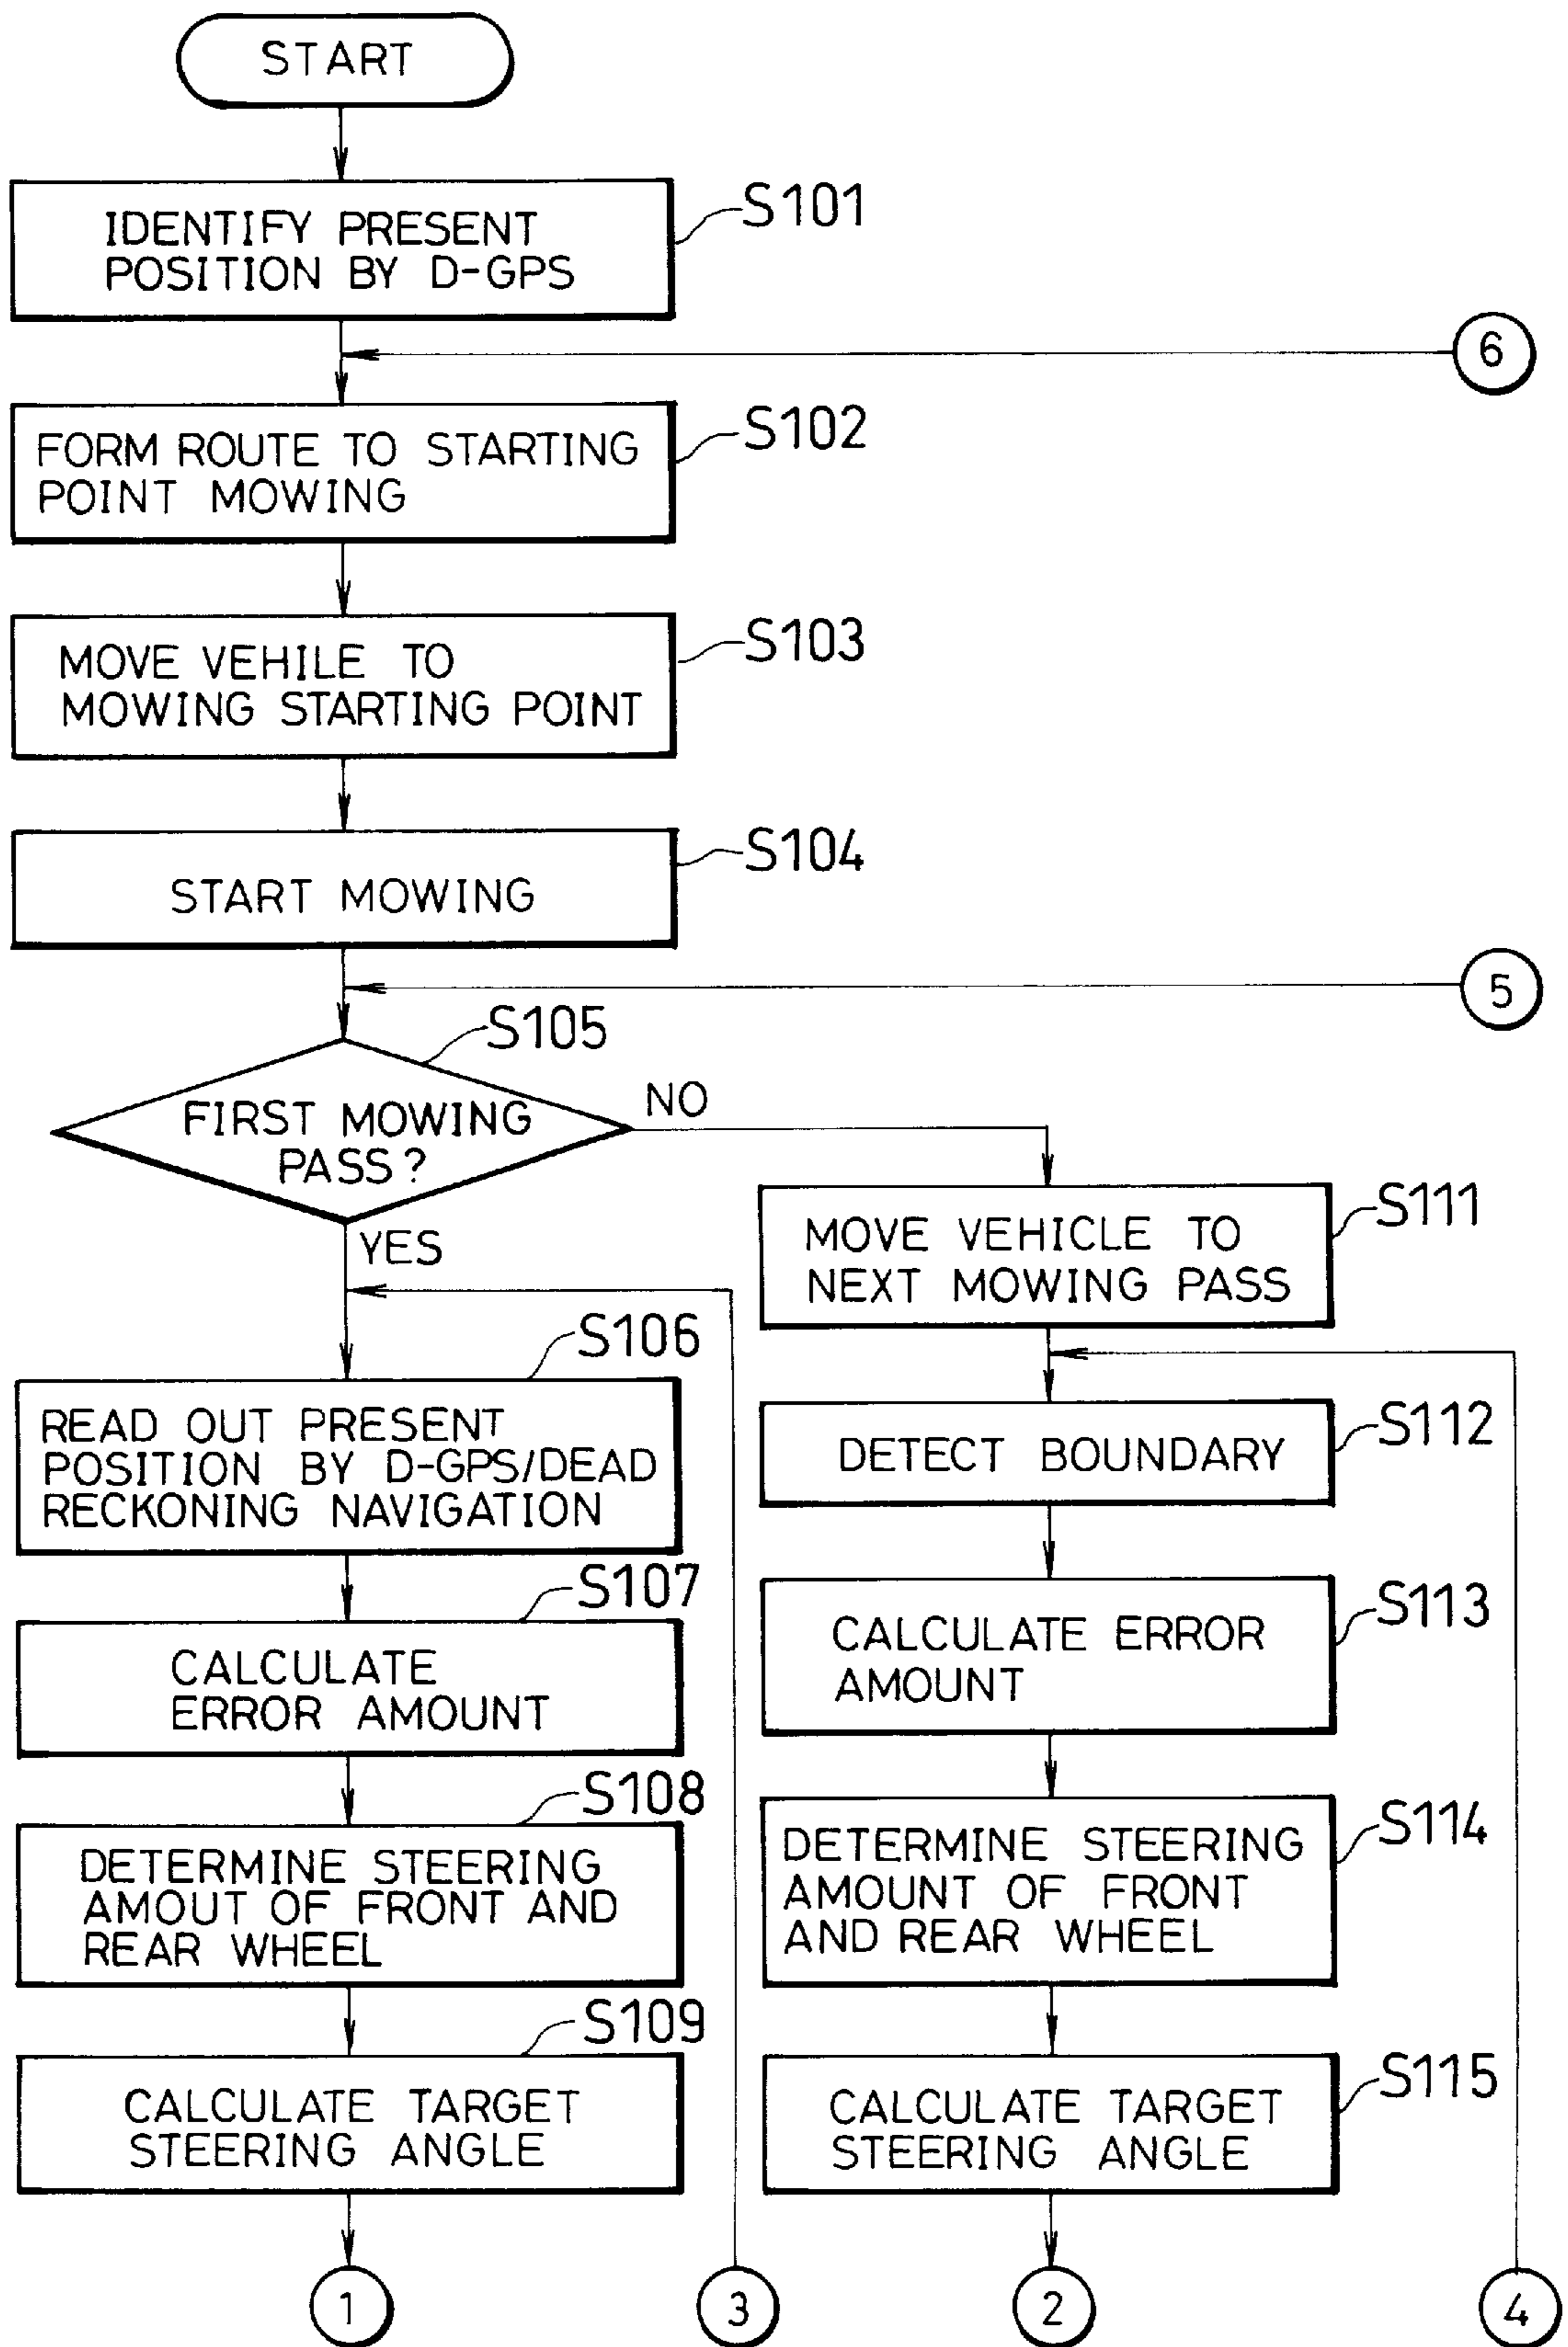 START
S101
IDENTIFY PRESENT
POSITION BY D-GPS
6
S102
FORM ROUTE TO STARTING
POINT MOWING
S103
MOVE VEHILE TO
MOWING STARTING POINT
S104
START MOWING
5
S105
FIRST MOWING
PASS?
NO
YES
S106
READ OUT PRESENT
POSITION BY D-GPS/DEAD
RECKONING NAVIGATION
S107
CALCULATE
ERROR AMOUNT
S108
DETERMINE STEERING
AMOUT OF FRONT AND
REAR WHEEL
S109
CALCULATE TARGET
STEERING ANGLE
1
3
S111
MOVE VEHICLE TO
NEXT MOWING PASS
S112
DETECT BOUNDARY
S113
CALCULATE ERROR
AMOUNT
S114
DETERMINE STEERING
AMOUNT OF FRONT
AND REAR WHEEL
S115
CALCULATE TARGET
STEERING ANGLE
2
4